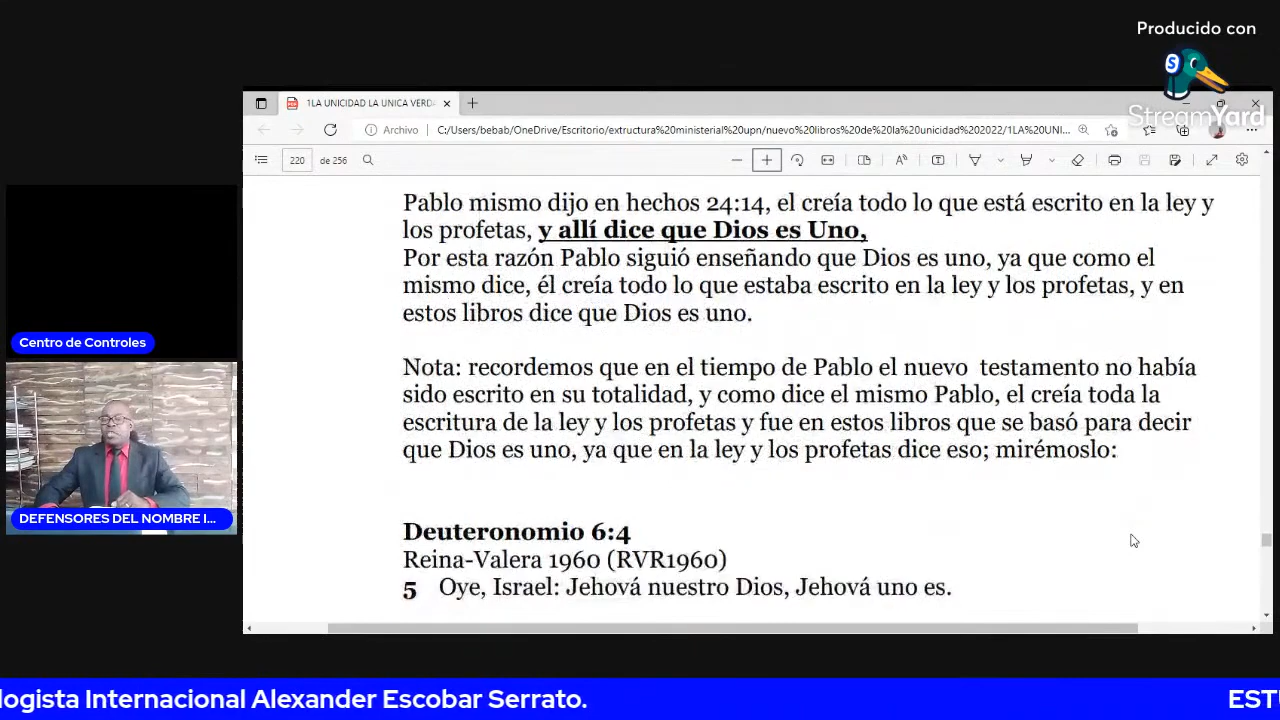 Producido con
StreamYard
1LA UNICIDAD LA UNICA VERDA
Archivo
C:/Users/bebab/OneDrive/Escritorio/extructura%20ministerial%20upn/nuevo%20libros%20de%20la%20unicidad%202022/1LA%20UNI...
220 de 256
Pablo mismo dijo en hechos 24:14, el creía todo lo que está escrito en la ley y
los profetas, y allí dice que Dios es Uno,
Por esta razón Pablo siguió enseñando que Dios es uno, ya que como el
mismo dice, él creía todo lo que estaba escrito en la ley y los profetas, y en
estos libros dice que Dios es uno.
Nota: recordemos que en el tiempo de Pablo el nuevo testamento no había
sido escrito en su totalidad, y como dice el mismo Pablo, el creía toda la
escritura de la ley y los profetas y fue en estos libros que se basó para decir
que Dios es uno, ya que en la ley y los profetas dice eso; mirémoslo:
Deuteronomio 6:4
Reina-Valera 1960 (RVR1960)
5 Oye, Israel: Jehová nuestro Dios, Jehová uno es.
Centro de Controles
DEFENSORES DEL NOMBRE I...
logista Internacional Alexander Escobar Serrato.
ESTU